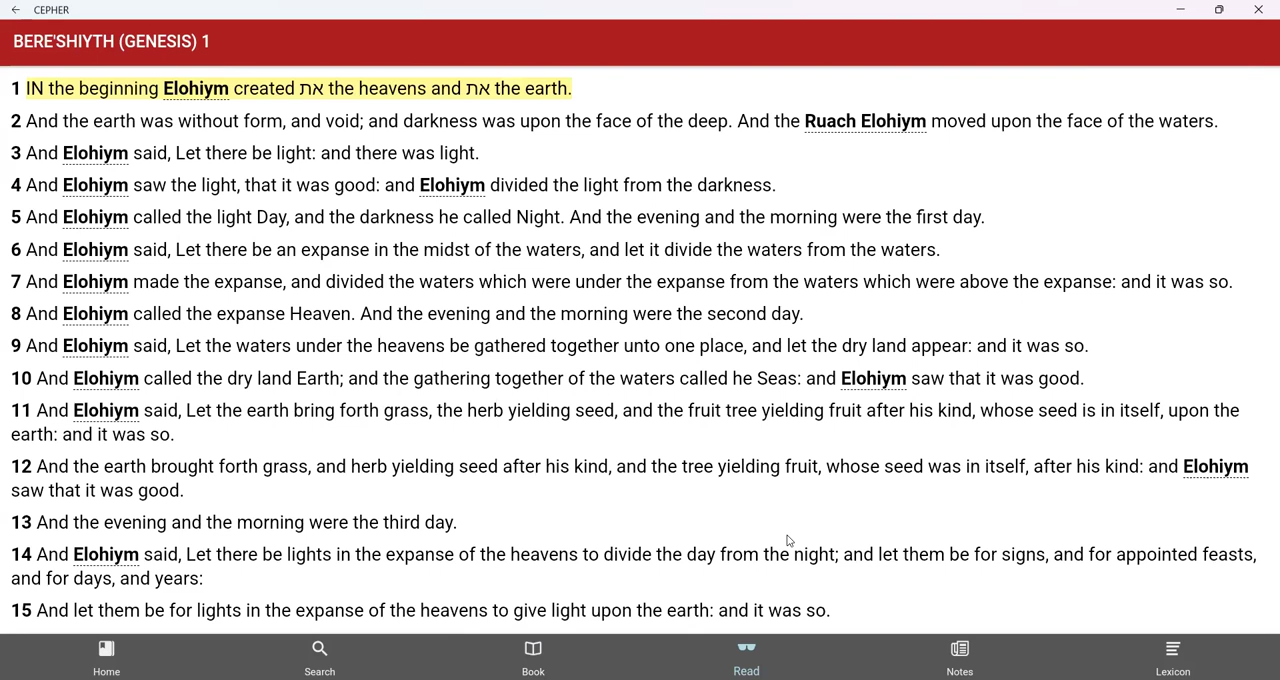 CEPHER
BERE'SHIYTH (GENESIS) 1
1 IN the beginning Elohiym created את the heavens and את the earth.
2 And the earth was without form, and void; and darkness was upon the face of the deep. And the Ruach Elohiym moved upon the face of the waters.
3 And Elohiym said, Let there be light: and there was light.
4 And Elohiym saw the light, that it was good: and Elohiym divided the light from the darkness.
5 And Elohiym called the light Day, and the darkness he called Night. And the evening and the morning were the first day.
6 And Elohiym said, Let there be an expanse in the midst of the waters, and let it divide the waters from the waters.
7 And Elohiym made the expanse, and divided the waters which were under the expanse from the waters which were above the expanse: and it was so.
8 And Elohiym called the expanse Heaven. And the evening and the morning were the second day.
9 And Elohiym said, Let the waters under the heavens be gathered together unto one place, and let the dry land appear: and it was so.
10 And Elohiym called the dry land Earth; and the gathering together of the waters called he Seas: and Elohiym saw that it was good.
11 And Elohiym said, Let the earth bring forth grass, the herb yielding seed, and the fruit tree yielding fruit after his kind, whose seed is in itself, upon the
earth: and it was so.
12 And the earth brought forth grass, and herb yielding seed after his kind, and the tree yielding fruit, whose seed was in itself, after his kind: and Elohiym
saw that it was good.
13 And the evening and the morning were the third day.
14 And Elohiym said, Let there be lights in the expanse of the heavens to divide the day from the night; and let them be for signs, and for appointed feasts,
and for days, and years:
15 And let them be for lights in the expanse of the heavens to give light upon the earth: and it was so.
Home Search Book Read Notes Lexicon